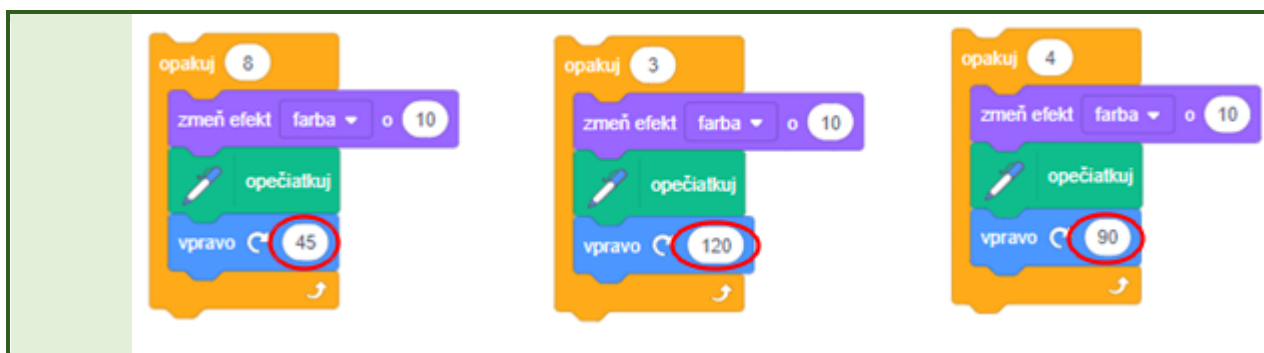 opakuj 8
zmeň efekt farba o 10
opečiatkuj
vpravo 45
opakuj 3
zmeň efekt farba o 10
opečiatkuj
vpravo 120
opakuj 4
zmeň efekt farba o 10
opečiatkuj
vpravo 90